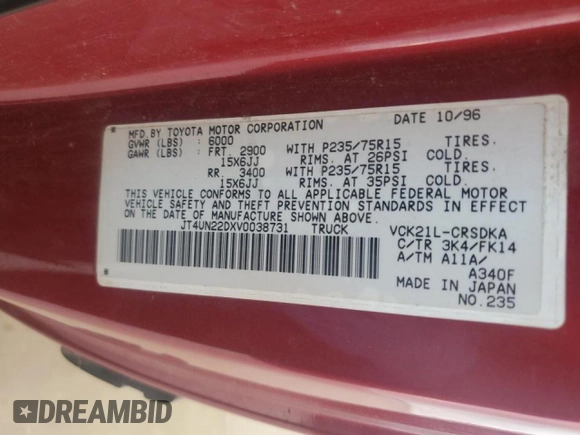 MFD.BY TOYOTA MOTOR CORPORATION DATE 10/96
GVWR (LBS) : 6000
GAWR (LBS) : FRT 2900 WITH P235/75R15 TIRES.
15X6JJ RIMS. AT 26PSI COLD.
RR. 3400 WITH P235/75R15 TIRES.
15X6JJ RIMS. AT 35PSI COLD.
THIS VEHICLE CONFORMS TO ALL APPLICABLE FEDERAL MOTOR
VEHICLE SAFETY AND THEFT PREVENTION STANDARDS IN EFFECT
ON THE DATE OF MANUFACTURE SHOWN ABOVE.
JT4UN22DXV0038731 TRUCK VCK21L-CRSDKA
C/TR 3K4/FK14
A/TM A11A/
A340F
MADE IN JAPAN
NO.235
DREAMBID